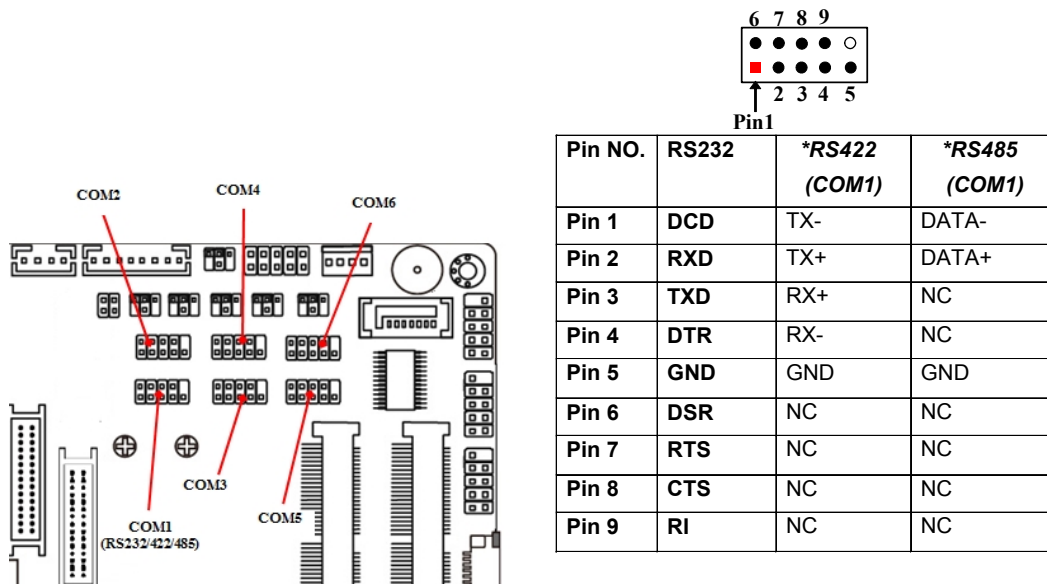 6 7 8 9
2 3 4 5
Pin1
COM2
COM4
COM6
COM3
COM5
COM1
(RS232/422/485)
Pin NO. RS232 *RS422 (COM1) *RS485 (COM1)
Pin 1 DCD TX- DATA-
Pin 2 RXD TX+ DATA+
Pin 3 TXD RX+ NC
Pin 4 DTR RX- NC
Pin 5 GND GND GND
Pin 6 DSR NC NC
Pin 7 RTS NC NC
Pin 8 CTS NC NC
Pin 9 RI NC NC